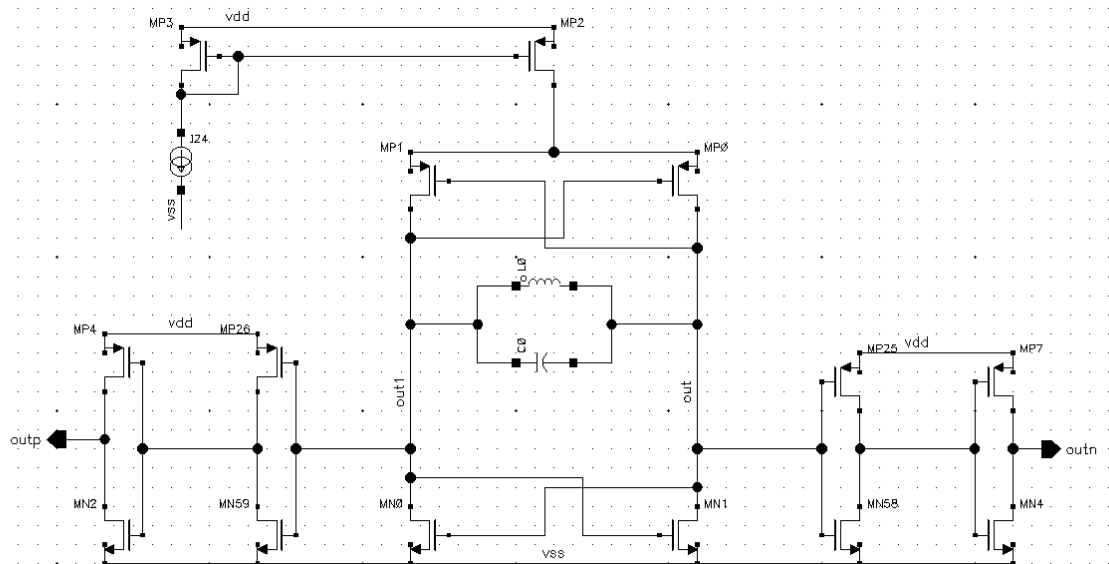 MP3
vdd
MP2
I24
vss
MP1
MP0
L0
C0
out1
out
MP4
vdd
MP26
MP25
vdd
MP7
outp
outn
MN2
MN59
MN0
MN1
MN58
MN4
vss